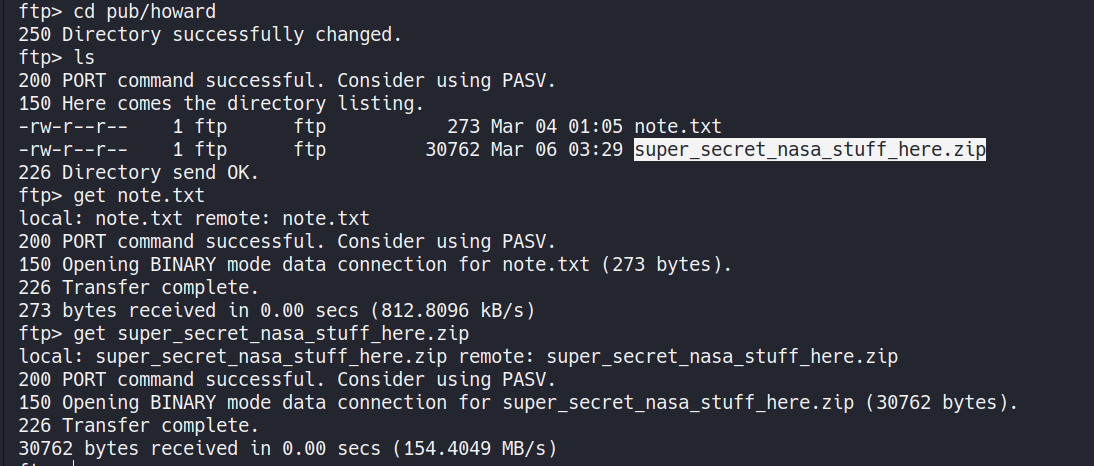 ftp> cd pub/howard
250 Directory successfully changed.
ftp> ls
200 PORT command successful. Consider using PASV.
150 Here comes the directory listing.
-rw-r--r--    1 ftp      ftp           273 Mar 04 01:05 note.txt
-rw-r--r--    1 ftp      ftp         30762 Mar 06 03:29 super_secret_nasa_stuff_here.zip
226 Directory send OK.
ftp> get note.txt
local: note.txt remote: note.txt
200 PORT command successful. Consider using PASV.
150 Opening BINARY mode data connection for note.txt (273 bytes).
226 Transfer complete.
273 bytes received in 0.00 secs (812.8096 kB/s)
ftp> get super_secret_nasa_stuff_here.zip
local: super_secret_nasa_stuff_here.zip remote: super_secret_nasa_stuff_here.zip
200 PORT command successful. Consider using PASV.
150 Opening BINARY mode data connection for super_secret_nasa_stuff_here.zip (30762 bytes).
226 Transfer complete.
30762 bytes received in 0.00 secs (154.4049 MB/s)